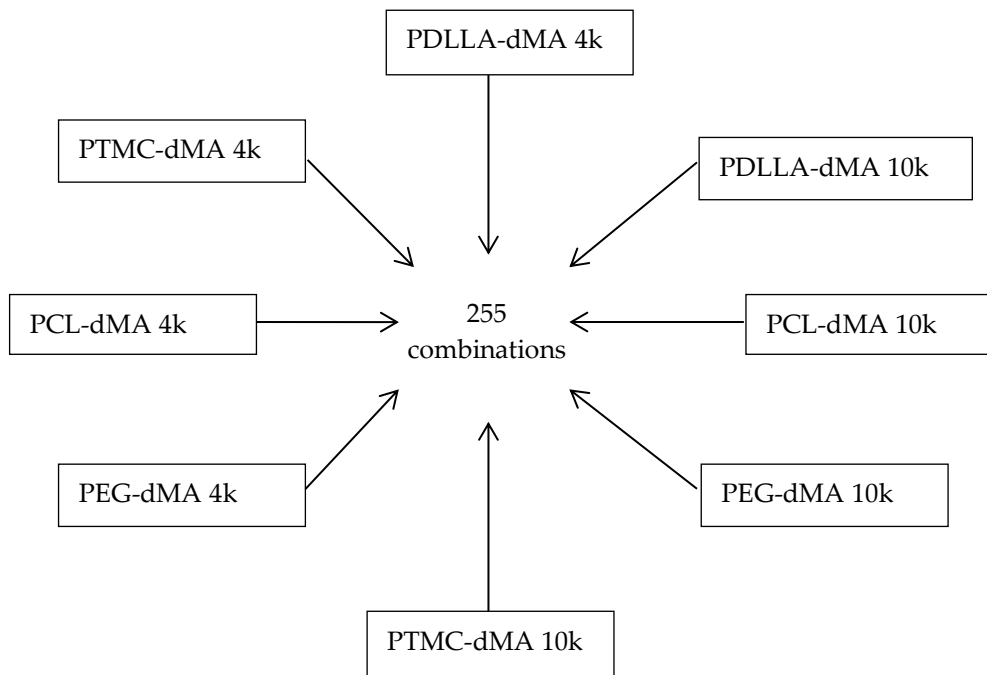 PDLLA-dMA 4k
PTMC-dMA 4k
PDLLA-dMA 10k
PCL-dMA 4k
255
combinations
PCL-dMA 10k
PEG-dMA 4k
PEG-dMA 10k
PTMC-dMA 10k